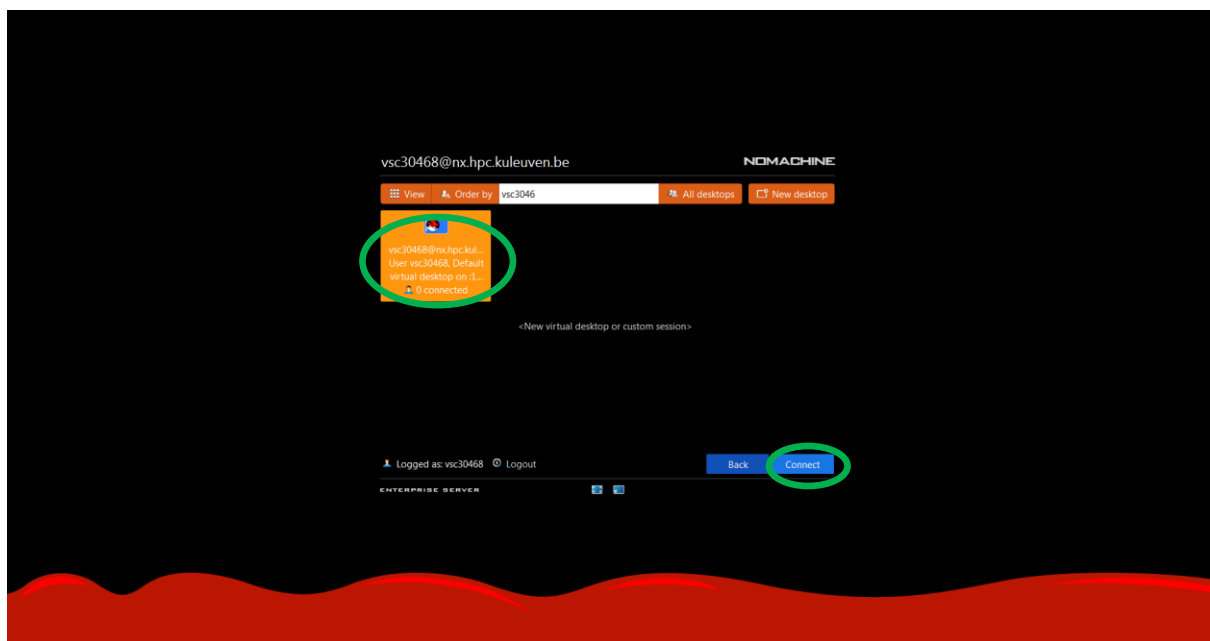 vsc30468@nx.hpc.kuleuven.be NOMACHINE
View Order by vsc3046 All desktops New desktop
vsc30468@nx.hpc.kul...
User vsc30468, Default
virtual desktop on :1...
0 connected
<New virtual desktop or custom session>
Logged as: vsc30468 Logout Back Connect
ENTERPRISE SERVER